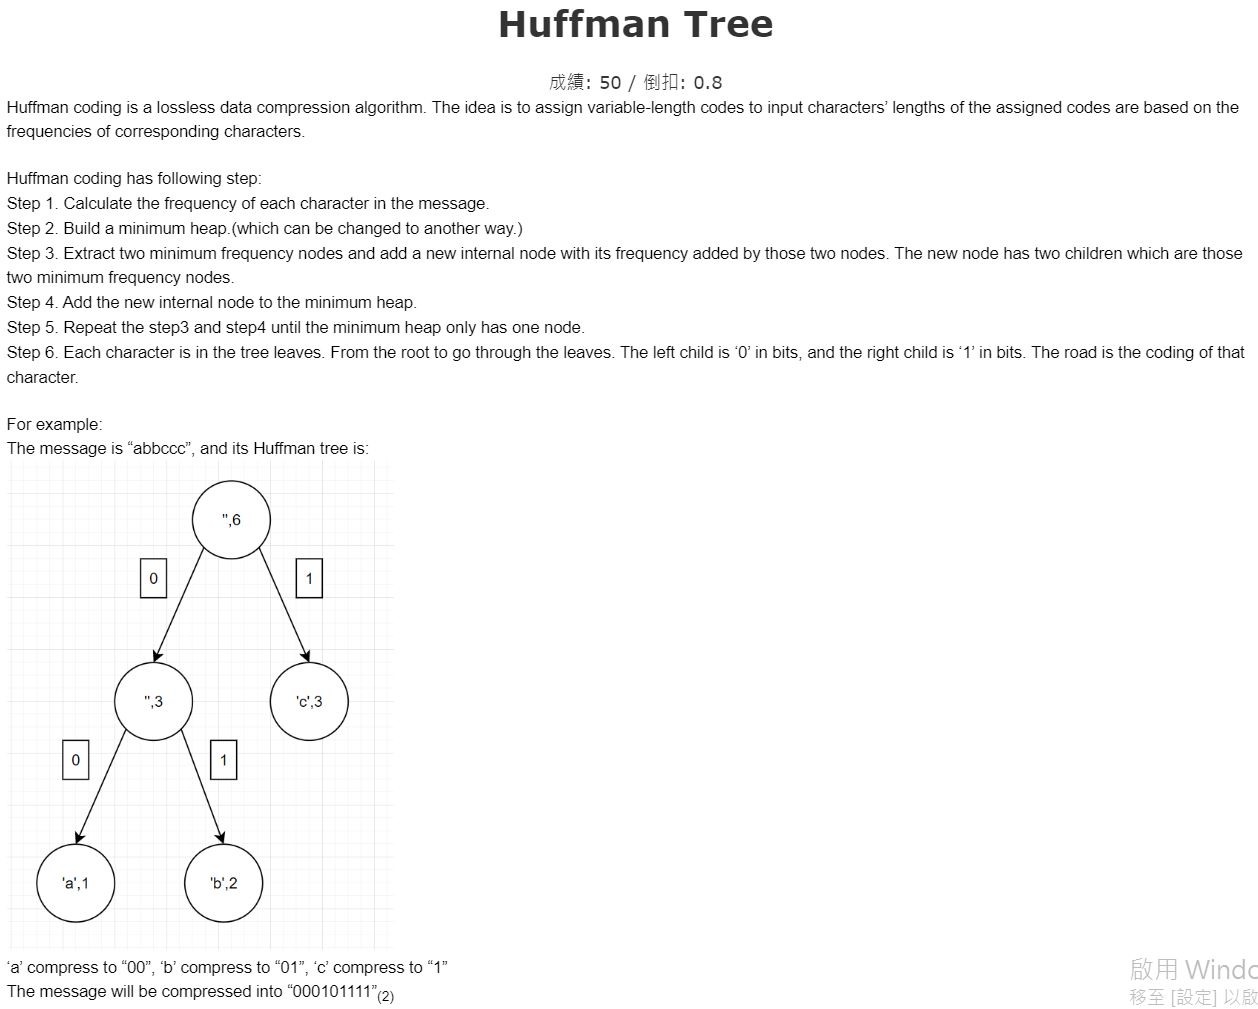 Huffman Tree
成績: 50 / 倒扣: 0.8
Huffman coding is a lossless data compression algorithm. The idea is to assign variable-length codes to input characters’ lengths of the assigned codes are based on the
frequencies of corresponding characters.
Huffman coding has following step:
Step 1. Calculate the frequency of each character in the message.
Step 2. Build a minimum heap.(which can be changed to another way.)
Step 3. Extract two minimum frequency nodes and add a new internal node with its frequency added by those two nodes. The new node has two children which are those
two minimum frequency nodes.
Step 4. Add the new internal node to the minimum heap.
Step 5. Repeat the step3 and step4 until the minimum heap only has one node.
Step 6. Each character is in the tree leaves. From the root to go through the leaves. The left child is ‘0’ in bits, and the right child is ‘1’ in bits. The road is the coding of that
character.
For example:
The message is “abbccc”, and its Huffman tree is:
'',6
0
1
'',3
'c',3
0
1
'a',1
'b',2
‘a’ compress to “00”, ‘b’ compress to “01”, ‘c’ compress to “1”
The message will be compressed into “000101111”(2)
啟用 Windo
移至 [設定] 以啟